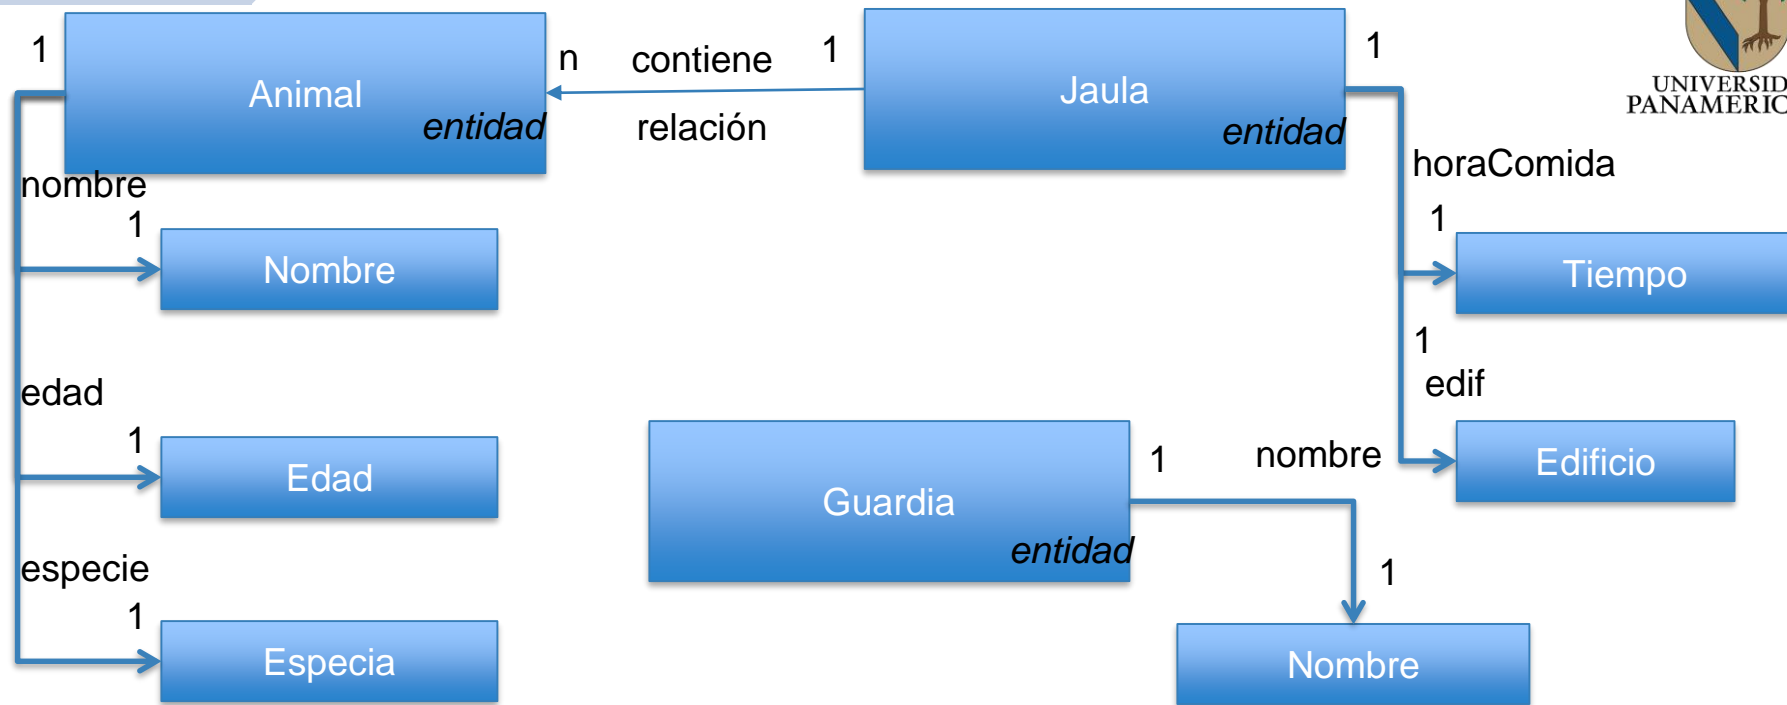 1
Animal
entidad
n
contiene
1
relación
Jaula
entidad
1
UNIVERSID
PANAMERIC
nombre
1
Nombre
edad
1
Edad
especie
1
Especia
horaComida
1
Tiempo
1
edif
Edificio
Guardia
entidad
1
nombre
1
Nombre